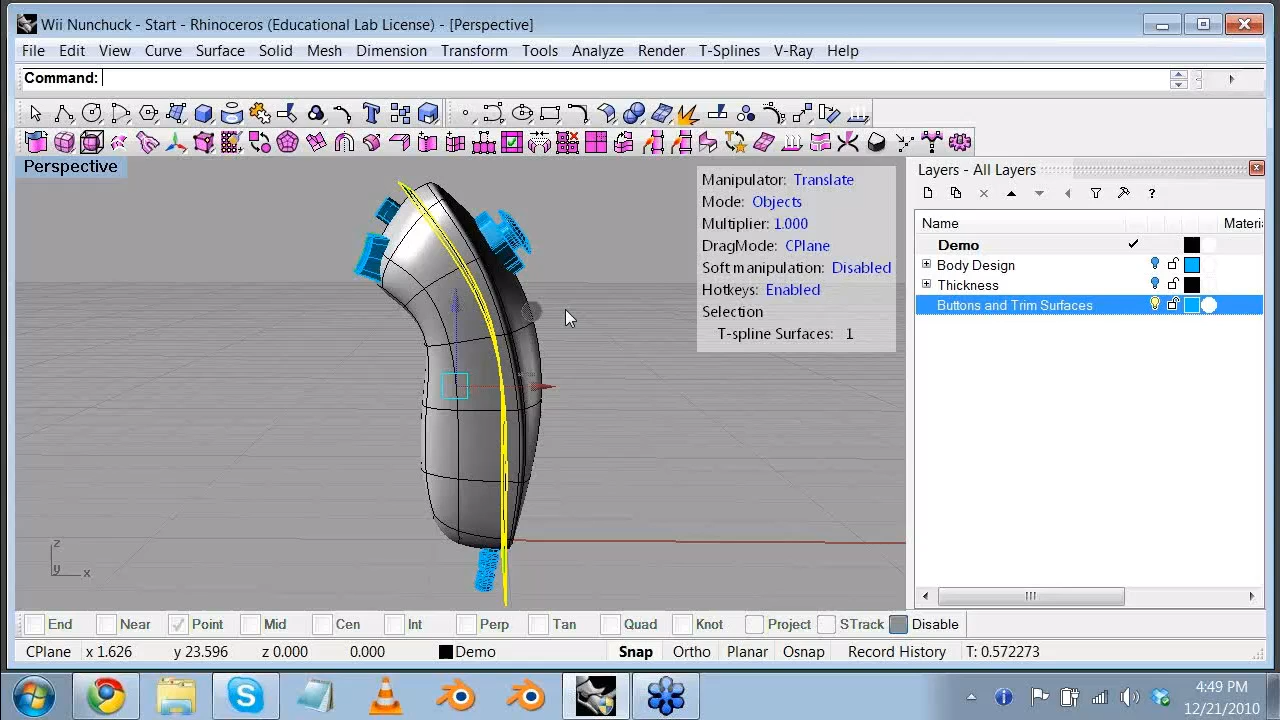 Wii Nunchuck - Start - Rhinoceros (Educational Lab License) - [Perspective]
File Edit View Curve Surface Solid Mesh Dimension Transform Tools Analyze Render T-Splines V-Ray Help
Command:
Perspective
Manipulator: Translate
Mode: Objects
Multiplier: 1.000
DragMode: CPlane
Soft manipulation: Disabled
Hotkeys: Enabled
Selection
T-spline Surfaces: 1
z
y x
Layers - All Layers
Name Materi
Demo
Body Design
Thickness
Buttons and Trim Surfaces
End Near Point Mid Cen Int Perp Tan Quad Knot Project STrack Disable
CPlane x 1.626 y 23.596 z 0.000 0.000 Demo Snap Ortho Planar Osnap Record History T: 0.572273
4:49 PM
12/21/2010